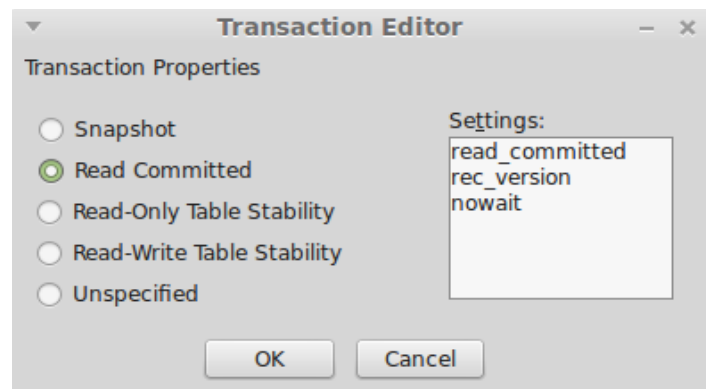 Transaction Editor
Transaction Properties
Snapshot
Read Committed
Read-Only Table Stability
Read-Write Table Stability
Unspecified
Settings:
read_committed
rec_version
nowait
OK
Cancel